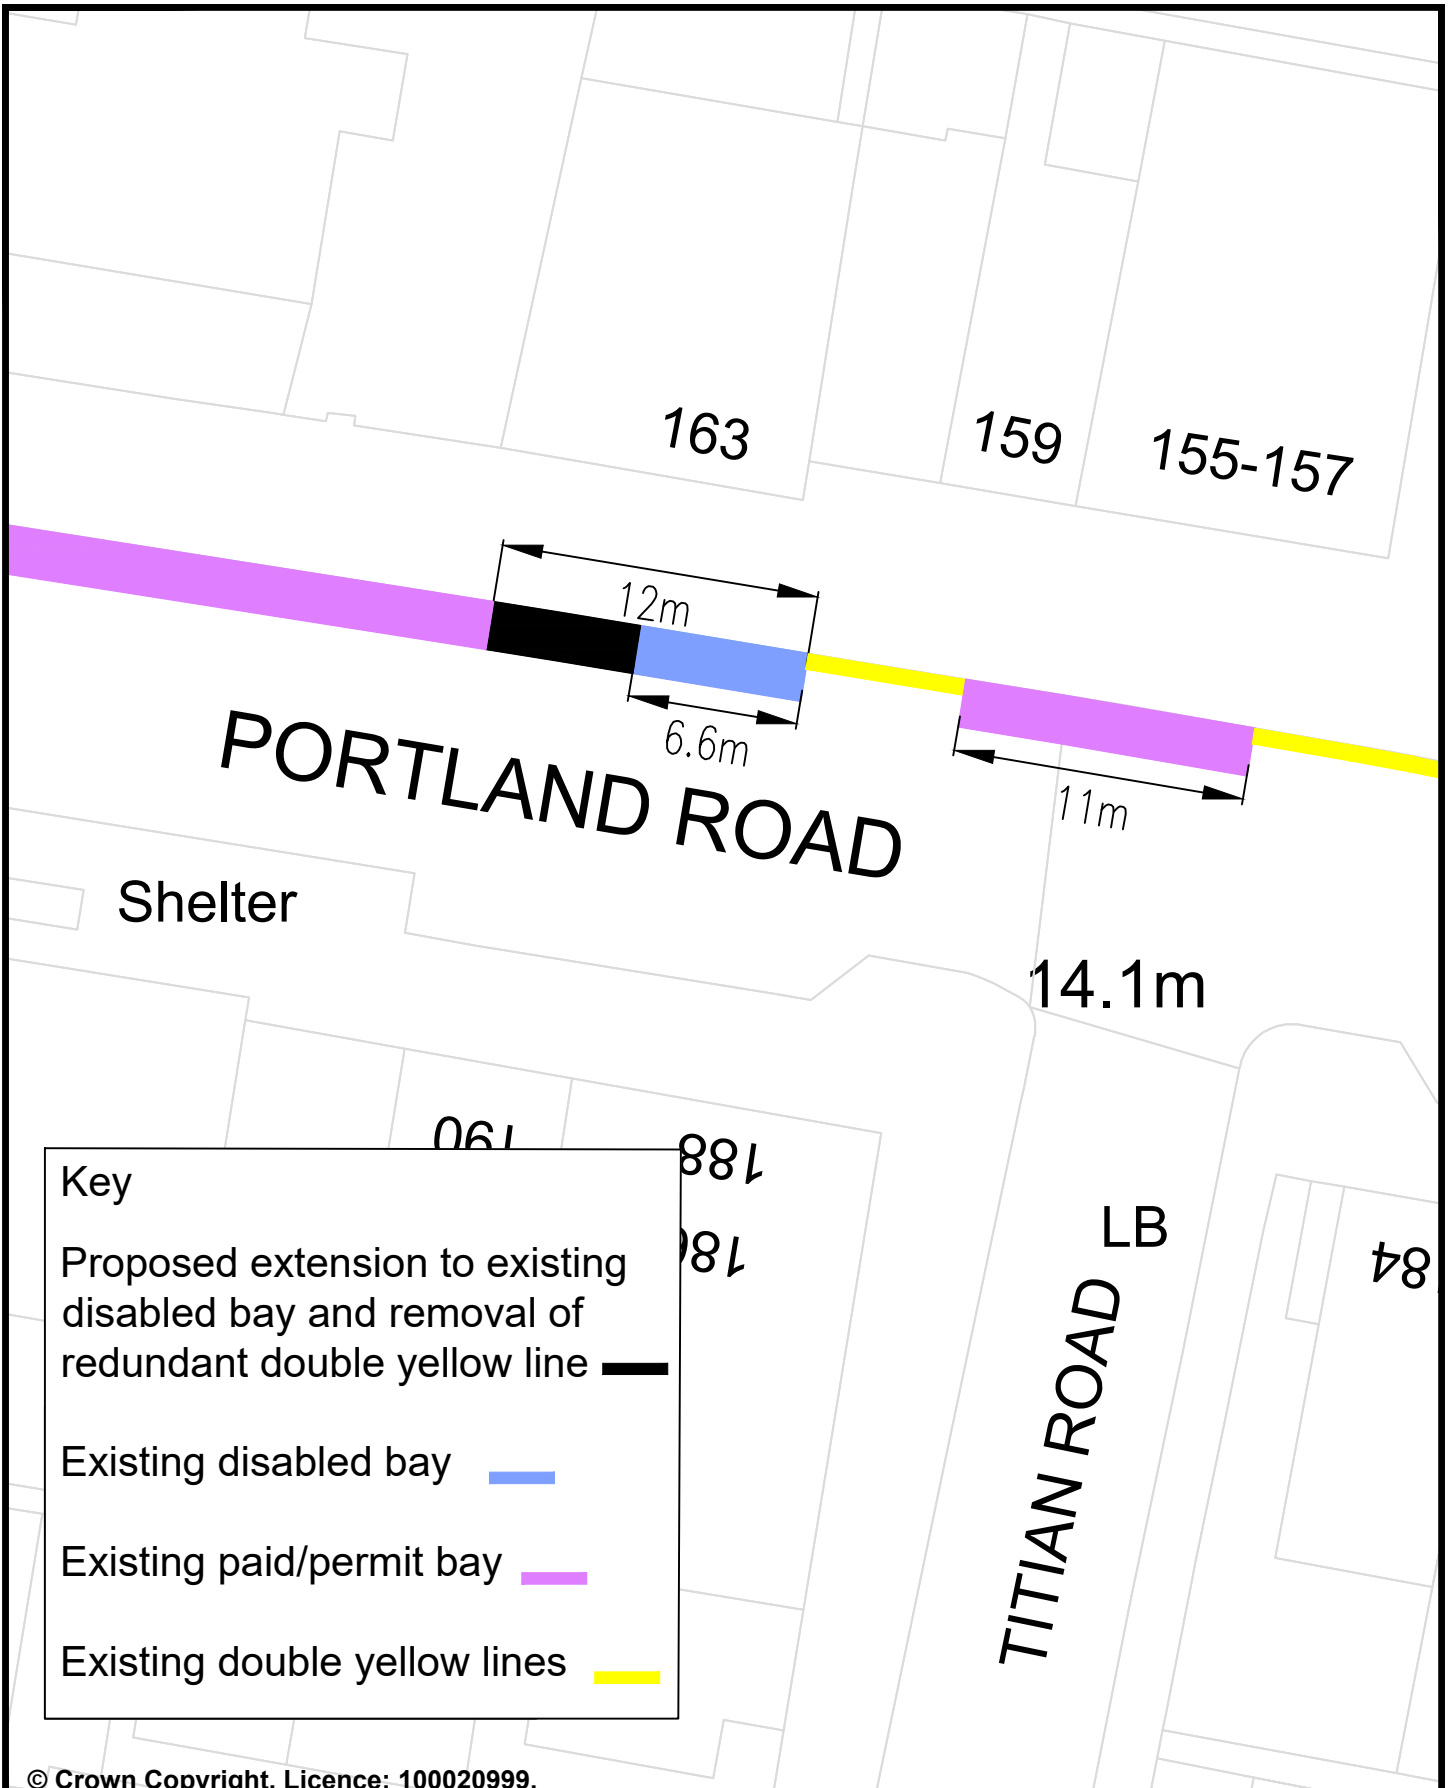 163
159
155-157
12m
6.6m
11m
PORTLAND ROAD
Shelter
14.1m
190
188
LB
TITIAN ROAD
Key
Proposed extension to existing
disabled bay and removal of
redundant double yellow line
Existing disabled bay
Existing paid/permit bay
Existing double yellow lines
© Crown Copyright. Licence: 100020999.